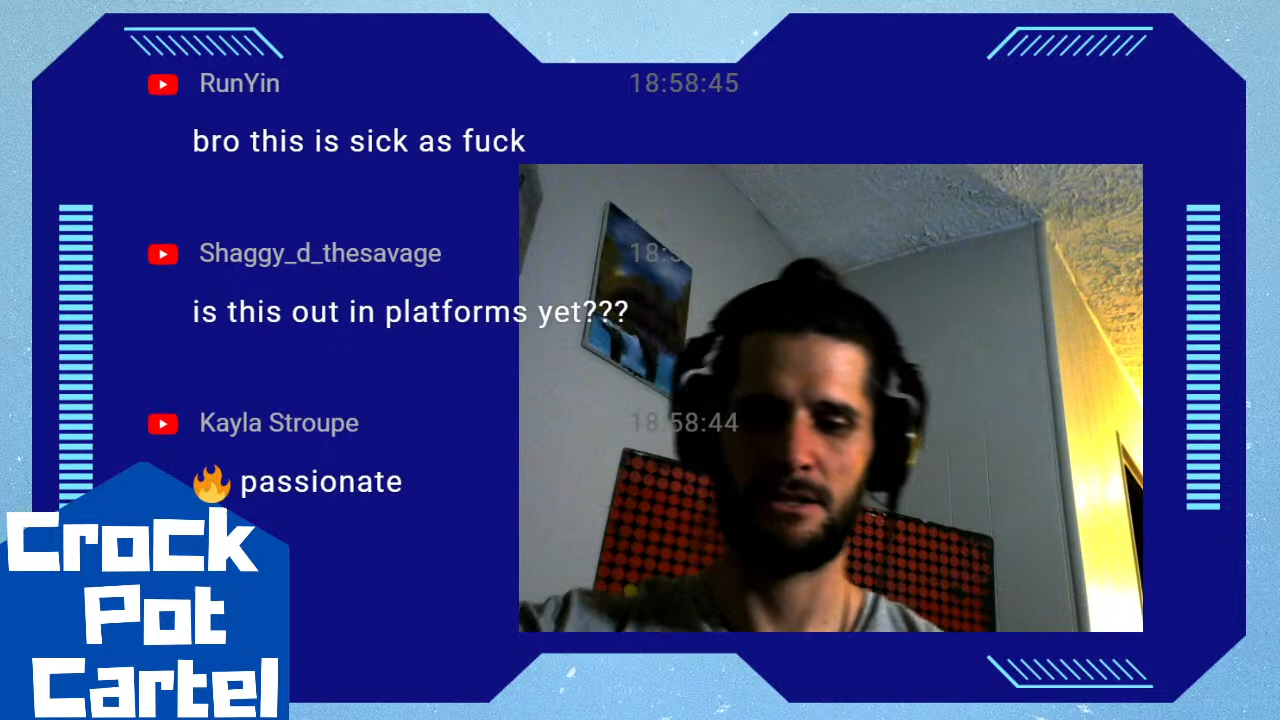 RunYin 18:58:45
bro this is sick as fuck
Shaggy_d_thesavage
is this out in platforms yet???
Kayla Stroupe 18:58:44
🔥 passionate
Crock
Pot
Cartel